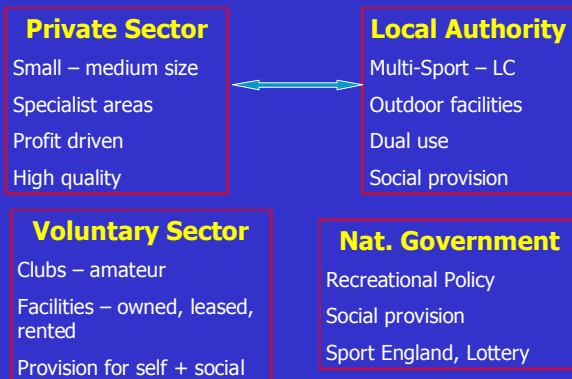 Private Sector
Small – medium size
Specialist areas
Profit driven
High quality
Local Authority
Multi-Sport – LC
Outdoor facilities
Dual use
Social provision
Voluntary Sector
Clubs – amateur
Facilities – owned, leased,
rented
Provision for self + social
Nat. Government
Recreational Policy
Social provision
Sport England, Lottery